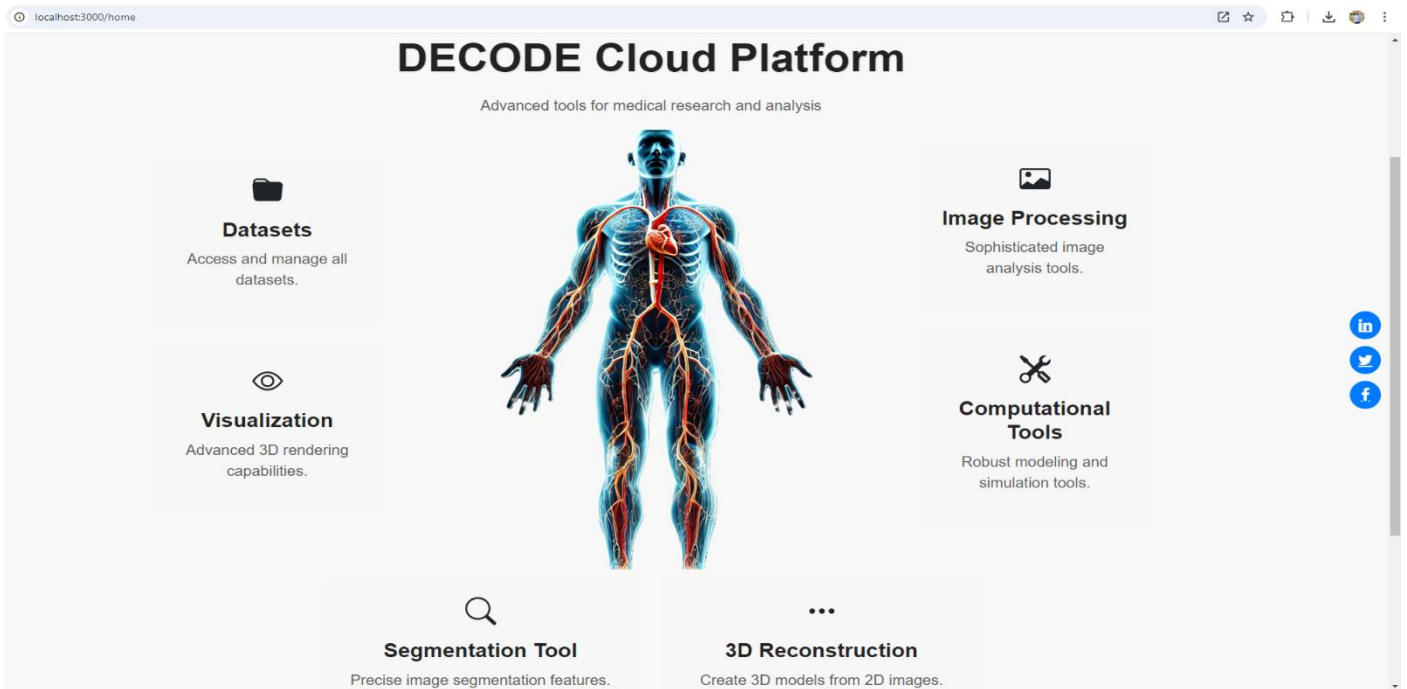 localhost:3000/home
DECODE Cloud Platform
Advanced tools for medical research and analysis
Datasets
Access and manage all
datasets.
Image Processing
Sophisticated image
analysis tools.
Visualization
Advanced 3D rendering
capabilities.
Computational
Tools
Robust modeling and
simulation tools.
in
f
Segmentation Tool
Precise image segmentation features.
3D Reconstruction
Create 3D models from 2D images.